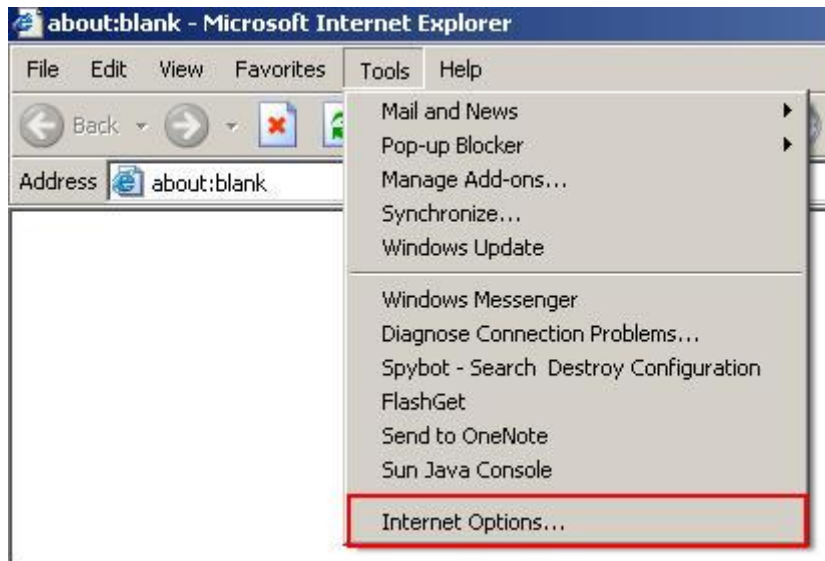 about:blank - Microsoft Internet Explorer
File Edit View Favorites Tools Help
Back
Address about:blank
Mail and News
Pop-up Blocker
Manage Add-ons...
Synchronize...
Windows Update
Windows Messenger
Diagnose Connection Problems...
Spybot - Search Destroy Configuration
FlashGet
Send to OneNote
Sun Java Console
Internet Options...